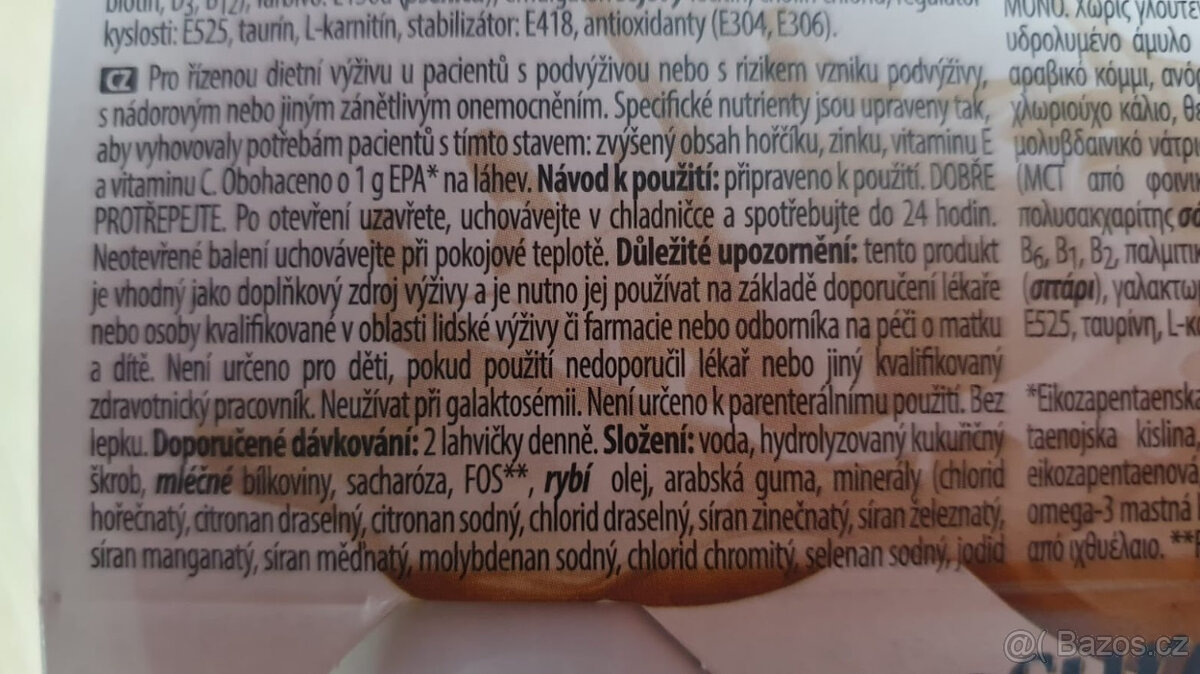 kyslosti: E525, taurín, L-karnitín, stabilizátor: E418, antioxidanty (E304, E306).
CZ Pro řízenou dietní výživu u pacientů s podvýživou nebo s rizikem vzniku podvýživy,
s nádorovým nebo jiným zánětlivým onemocněním. Specifické nutrienty jsou upraveny tak,
aby vyhovovaly potřebám pacientů s tímto stavem: zvýšený obsah hořčíku, zinku, vitaminu E
a vitaminu C. Obohaceno o 1 g EPA* na láhev. Návod k použití: připraveno k použití. DOBŘE
PROTŘEPEJTE. Po otevření uzavřete, uchovávejte v chladničce a spotřebujte do 24 hodin.
Neotevřené balení uchovávejte při pokojové teplotě. Důležité upozornění: tento produkt
je vhodný jako doplňkový zdroj výživy a je nutno jej používat na základě doporučení lékaře
nebo osoby kvalifikované v oblasti lidské výživy či farmacie nebo odborníka na péči o matku
a dítě. Není určeno pro děti, pokud použití nedoporučil lékař nebo jiný kvalifikovaný
zdravotnický pracovník. Neužívat při galaktosémii. Není určeno k parenterálnímu použití. Bez
lepku. Doporučené dávkování: 2 lahvičky denně. Složení: voda, hydrolyzovaný kukuřičný
škrob, mléčné bílkoviny, sacharóza, FOS**, rybí olej, arabská guma, minerály (chlorid
hořečnatý, citronan draselný, citronan sodný, chlorid draselný, síran zinečnatý, síran železnatý,
síran manganatý, síran měďnatý, molybdenan sodný, chlorid chromitý, selenan sodný, jodid
ΜΟΝΟ. Χωρίς γλουτέ
υδρολυμένο άμυλο
αραβικό κόμμι, ανό
χλωριούχο κάλιο, θε
μολυβδαινικό νάτρι
(MCT από φοινι
πολυσακχαρίτης σό
B6, B1, B2, παλμιτικ
(σιτάρι), γαλακτω
E525, ταυρίνη, L-κ
*Eikozapentaenska
taenojska kislina
eikozapentaenová
omega-3 mastná
από ιχθυέλαιο. **
@( Bazos.cz